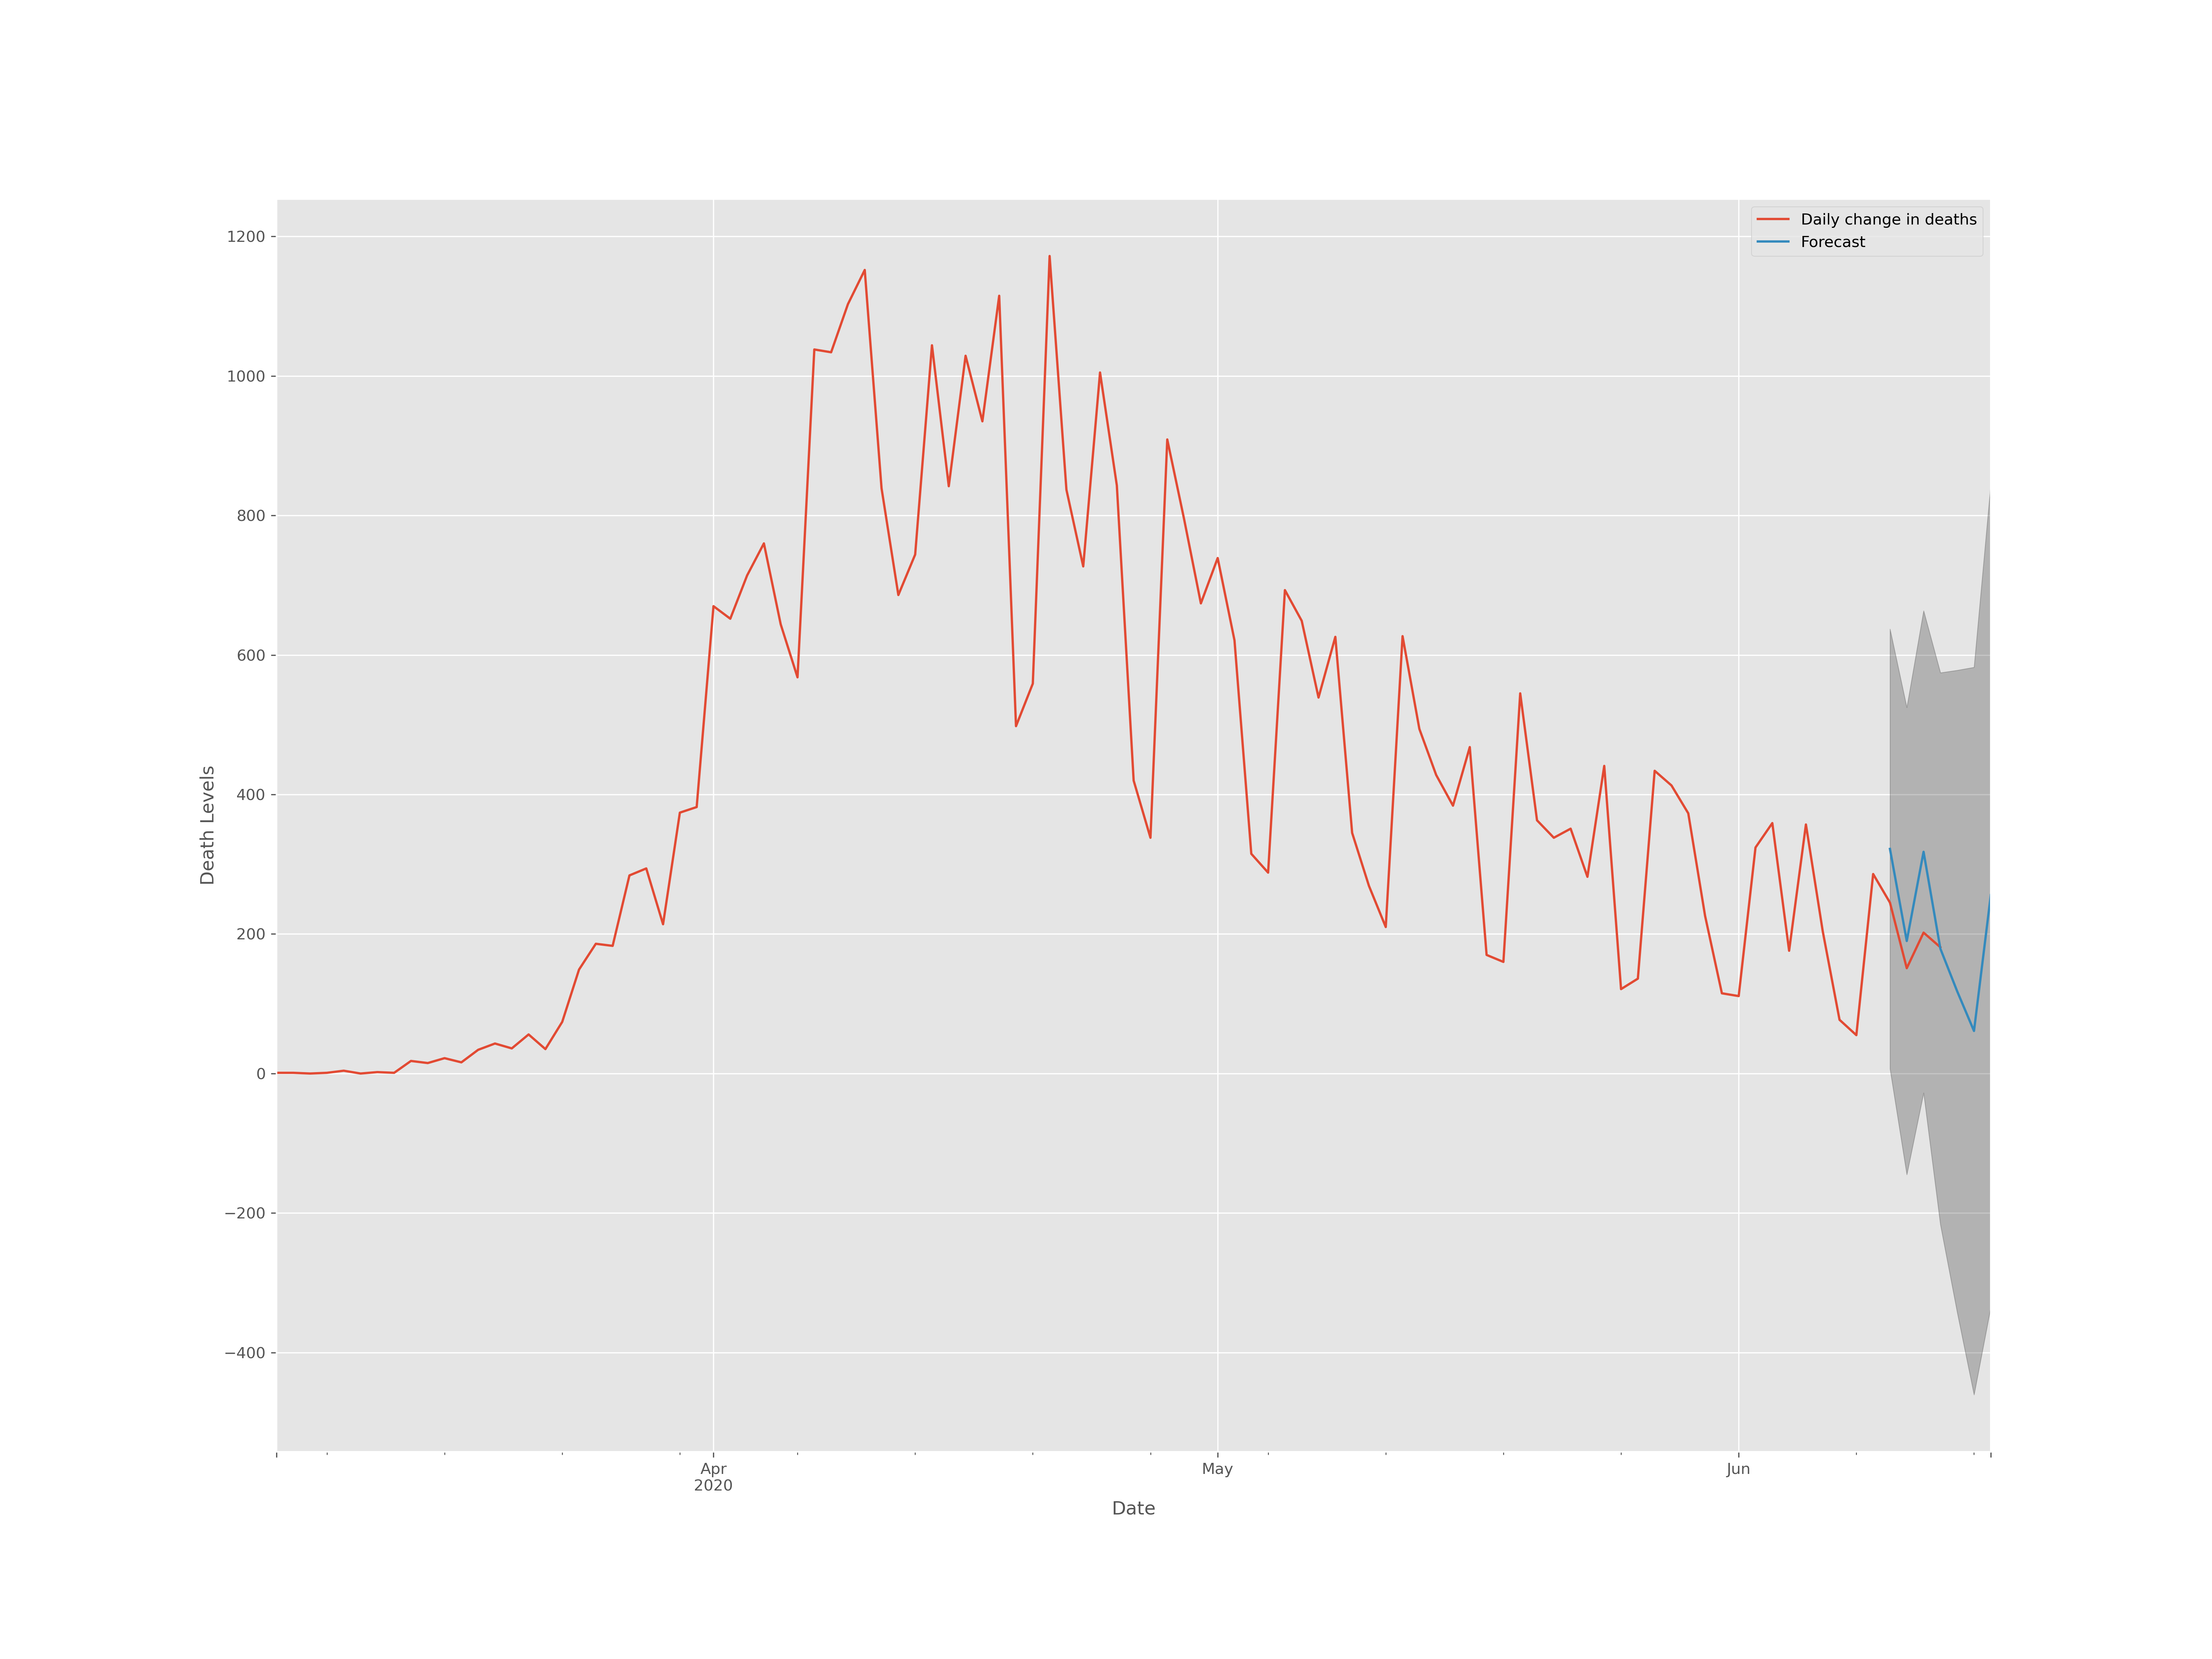 1200
1000
800
600
400
200
0
−200
−400
Death Levels
Daily change in deaths
Forecast
Apr
2020
May
Jun
Date